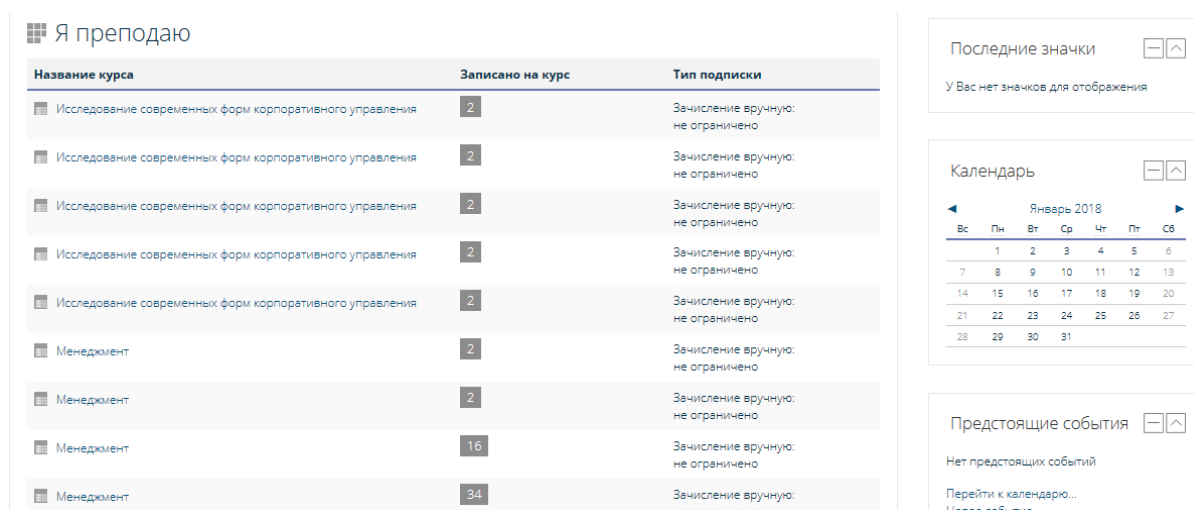 Я преподаю
Название курса Записано на курс Тип подписки
Исследование современных форм корпоративного управления 2 Зачисление вручную:
не ограничено
Исследование современных форм корпоративного управления 2 Зачисление вручную:
не ограничено
Исследование современных форм корпоративного управления 2 Зачисление вручную:
не ограничено
Исследование современных форм корпоративного управления 2 Зачисление вручную:
не ограничено
Исследование современных форм корпоративного управления 2 Зачисление вручную:
не ограничено
Менеджмент 2 Зачисление вручную:
не ограничено
Менеджмент 2 Зачисление вручную:
не ограничено
Менеджмент 16 Зачисление вручную:
не ограничено
Менеджмент 34 Зачисление вручную:
Последние значки
У Вас нет значков для отображения
Календарь
◄ Январь 2018 ►
Вс Пн Вт Ср Чт Пт Сб
1 2 3 4 5 6
7 8 9 10 11 12 13
14 15 16 17 18 19 20
21 22 23 24 25 26 27
28 29 30 31
Предстоящие события
Нет предстоящих событий
Перейти к календарю...